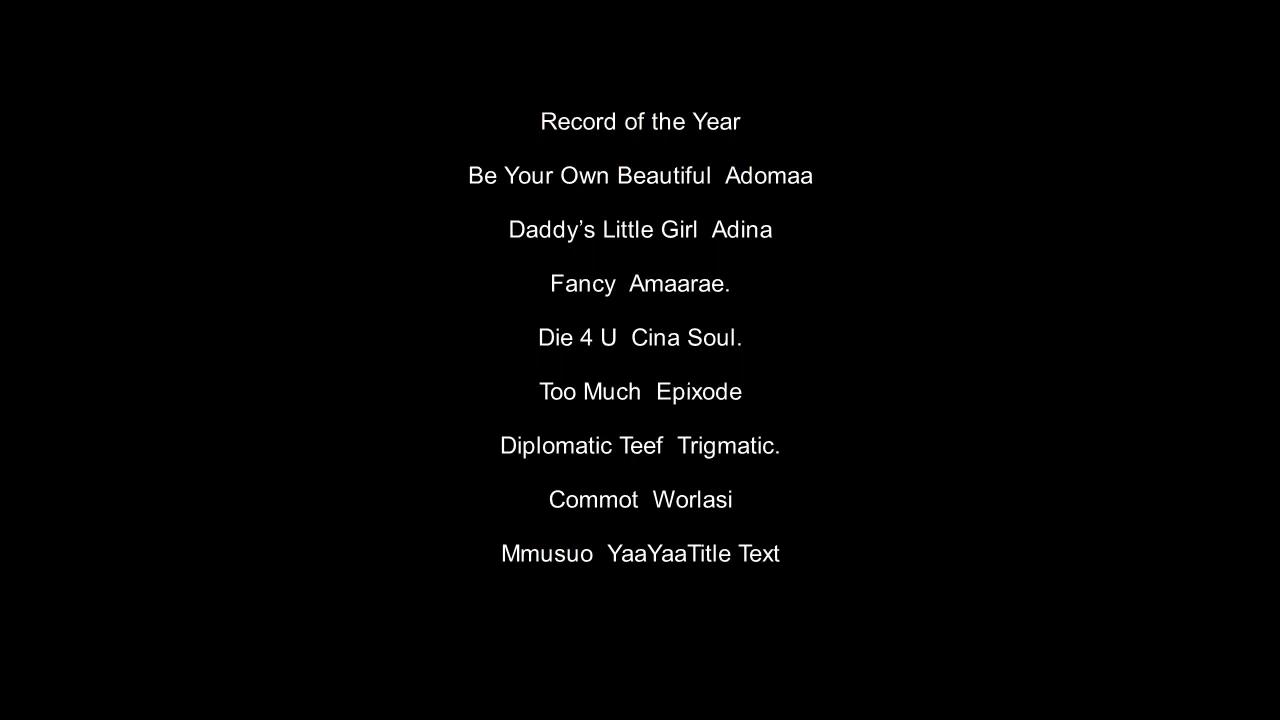 Record of the Year
Be Your Own Beautiful  Adomaa
Daddy’s Little Girl  Adina
Fancy  Amaarae.
Die 4 U  Cina Soul.
Too Much  Epixode
Diplomatic Teef  Trigmatic.
Commot  Worlasi
Mmusuo  YaaYaaTitle Text